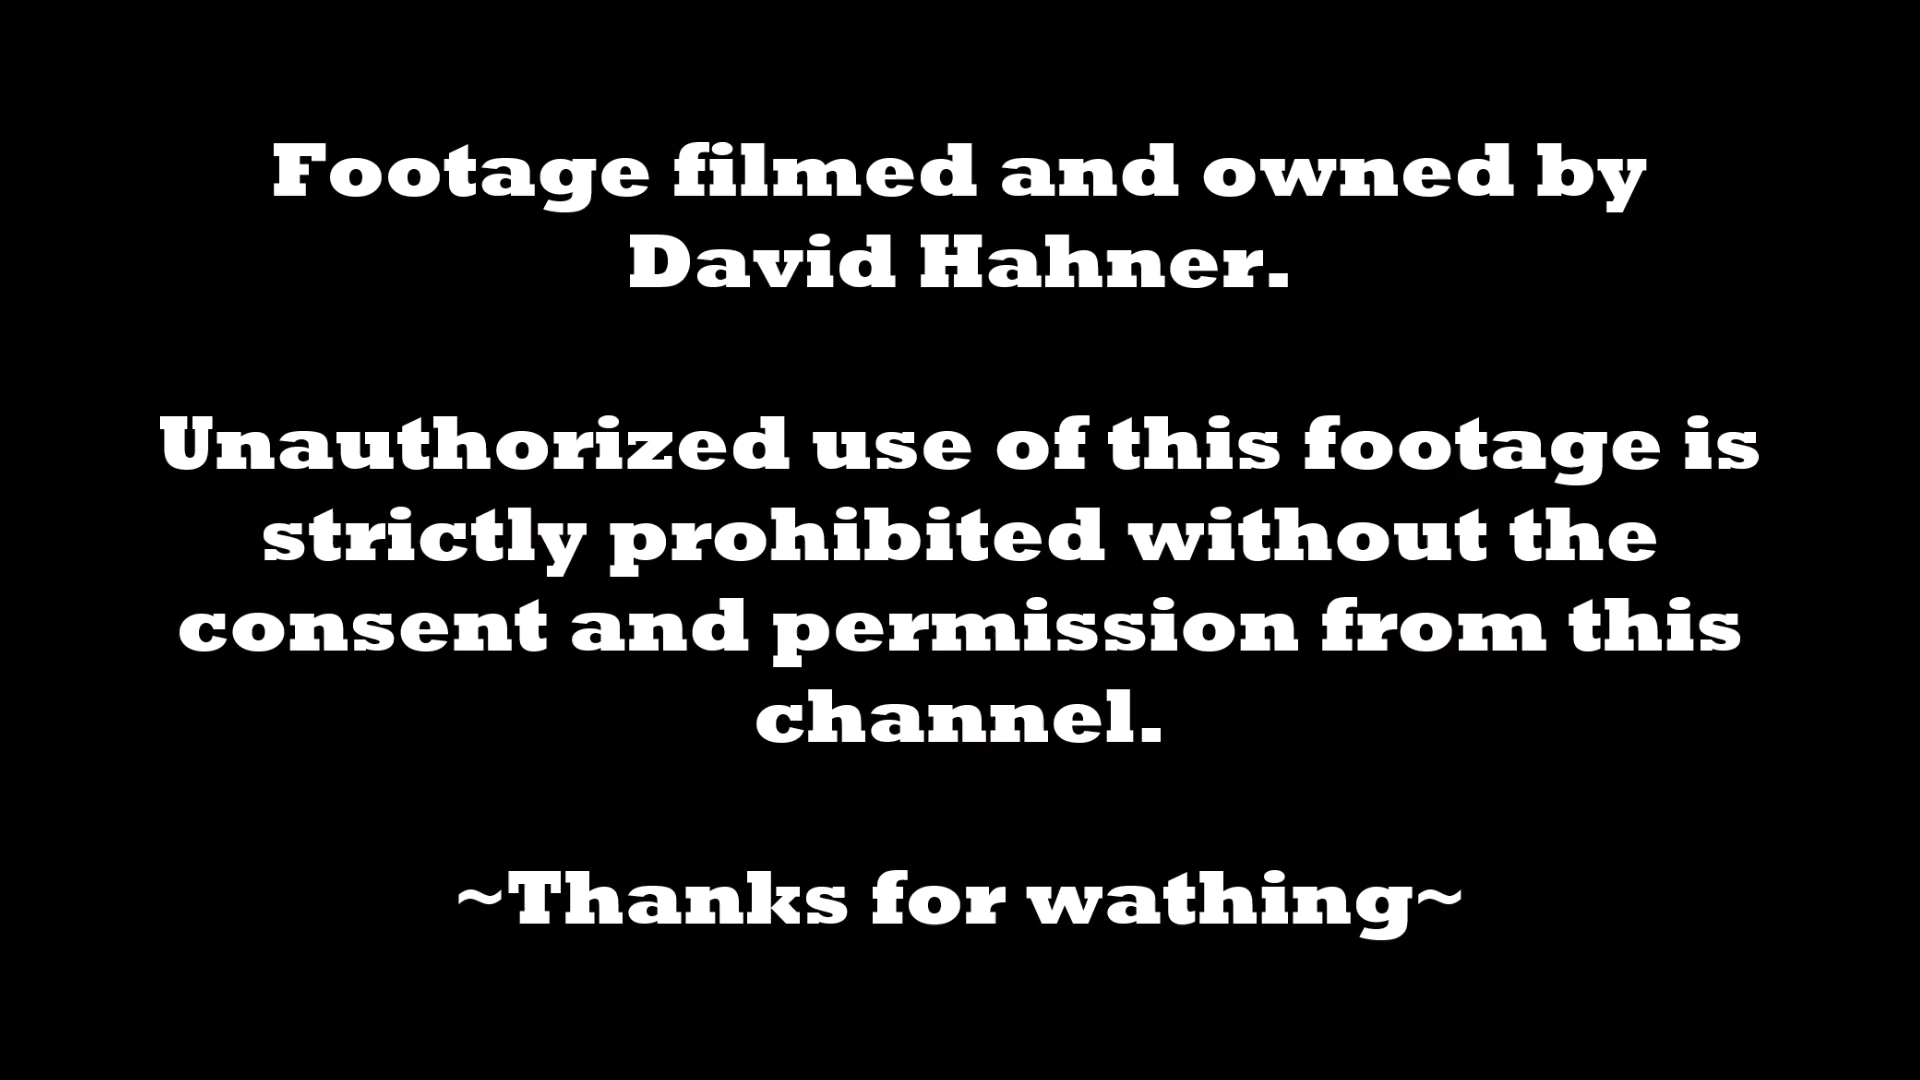 Footage filmed and owned by
David Hahner.
Unauthorized use of this footage is
strictly prohibited without the
consent and permission from this
channel.
~Thanks for wathing~